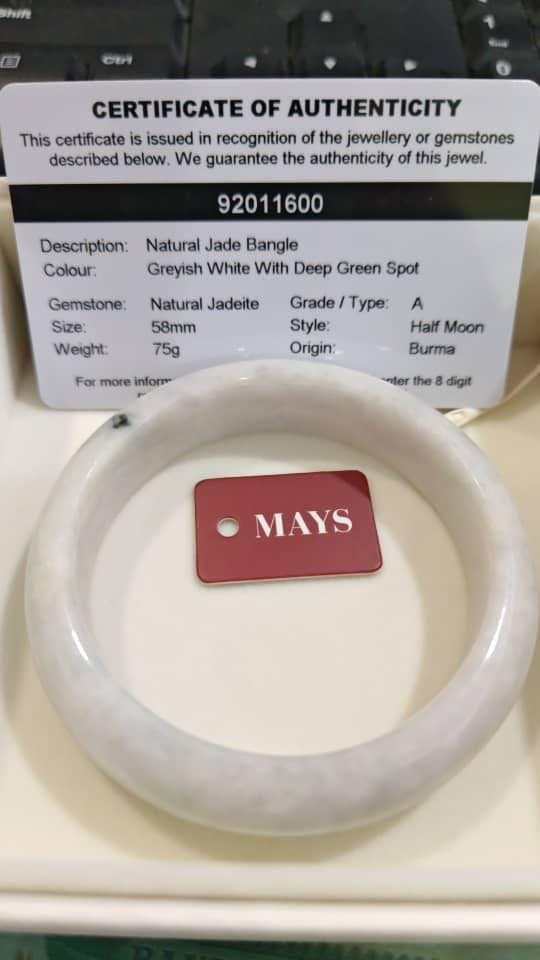 Shift
Ctrl
CERTIFICATE OF AUTHENTICITY
This certificate is issued in recognition of the jewellery or gemstones
described below. We guarantee the authenticity of this jewel.
92011600
Description: Natural Jade Bangle
Colour: Greyish White With Deep Green Spot
Gemstone: Natural Jadeite Grade / Type: A
Size: 58mm Style: Half Moon
Weight: 75g Origin: Burma
For more the 8 digit
MAYS